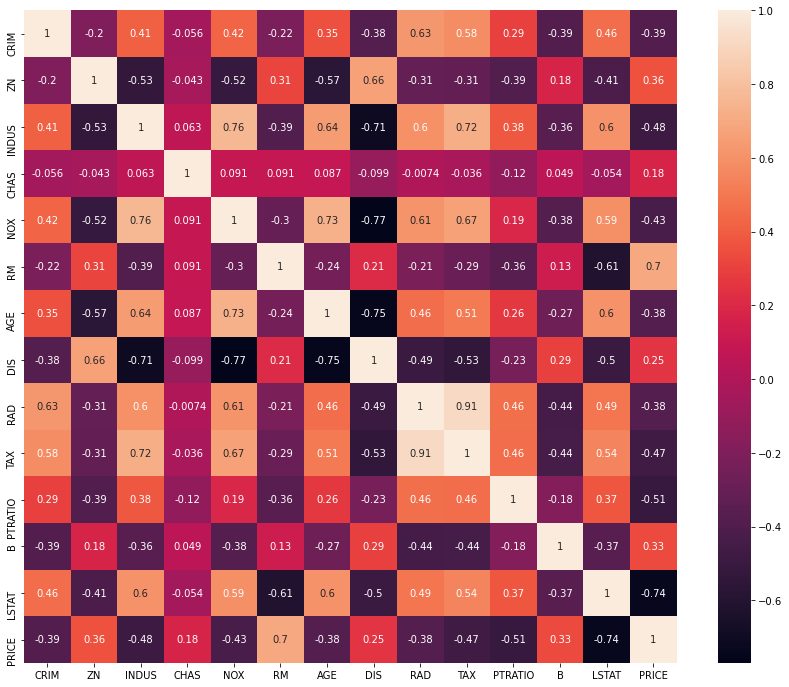 CRIM 1 -0.2 0.41 -0.056 0.42 -0.22 0.35 -0.38 0.63 0.58 0.29 -0.39 0.46 -0.39
ZN -0.2 1 -0.53 -0.043 -0.52 0.31 -0.57 0.66 -0.31 -0.31 -0.39 0.18 -0.41 0.36
INDUS 0.41 -0.53 1 0.063 0.76 -0.39 0.64 -0.71 0.6 0.72 0.38 -0.36 0.6 -0.48
CHAS -0.056 -0.043 0.063 1 0.091 0.091 0.087 -0.099 -0.0074 -0.036 -0.12 0.049 -0.054 0.18
NOX 0.42 -0.52 0.76 0.091 1 -0.3 0.73 -0.77 0.61 0.67 0.19 -0.38 0.59 -0.43
RM -0.22 0.31 -0.39 0.091 -0.3 1 -0.24 0.21 -0.21 -0.29 -0.36 0.13 -0.61 0.7
AGE 0.35 -0.57 0.64 0.087 0.73 -0.24 1 -0.75 0.46 0.51 0.26 -0.27 0.6 -0.38
DIS -0.38 0.66 -0.71 -0.099 -0.77 0.21 -0.75 1 -0.49 -0.53 -0.23 0.29 -0.5 0.25
RAD 0.63 -0.31 0.6 -0.0074 0.61 -0.21 0.46 -0.49 1 0.91 0.46 -0.44 0.49 -0.38
TAX 0.58 -0.31 0.72 -0.036 0.67 -0.29 0.51 -0.53 0.91 1 0.46 -0.44 0.54 -0.47
PTRATIO 0.29 -0.39 0.38 -0.12 0.19 -0.36 0.26 -0.23 0.46 0.46 1 -0.18 0.37 -0.51
B -0.39 0.18 -0.36 0.049 -0.38 0.13 -0.27 0.29 -0.44 -0.44 -0.18 1 -0.37 0.33
LSTAT 0.46 -0.41 0.6 -0.054 0.59 -0.61 0.6 -0.5 0.49 0.54 0.37 -0.37 1 -0.74
PRICE -0.39 0.36 -0.48 0.18 -0.43 0.7 -0.38 0.25 -0.38 -0.47 -0.51 0.33 -0.74 1
CRIM ZN INDUS CHAS NOX RM AGE DIS RAD TAX PTRATIO B LSTAT PRICE
1.0
0.8
0.6
0.4
0.2
0.0
−0.2
−0.4
−0.6